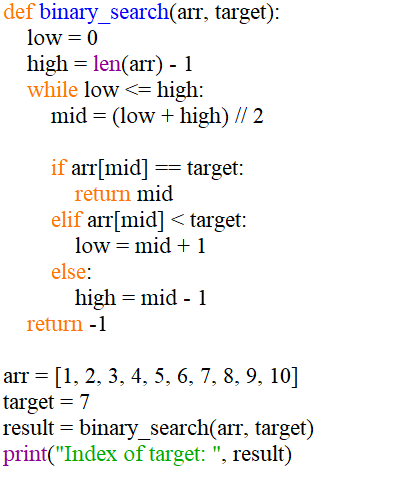 def binary_search(arr, target):
    low = 0
    high = len(arr) - 1
    while low <= high:
        mid = (low + high) // 2

        if arr[mid] == target:
            return mid
        elif arr[mid] < target:
            low = mid + 1
        else:
            high = mid - 1
    return -1

arr = [1, 2, 3, 4, 5, 6, 7, 8, 9, 10]
target = 7
result = binary_search(arr, target)
print("Index of target: ", result)